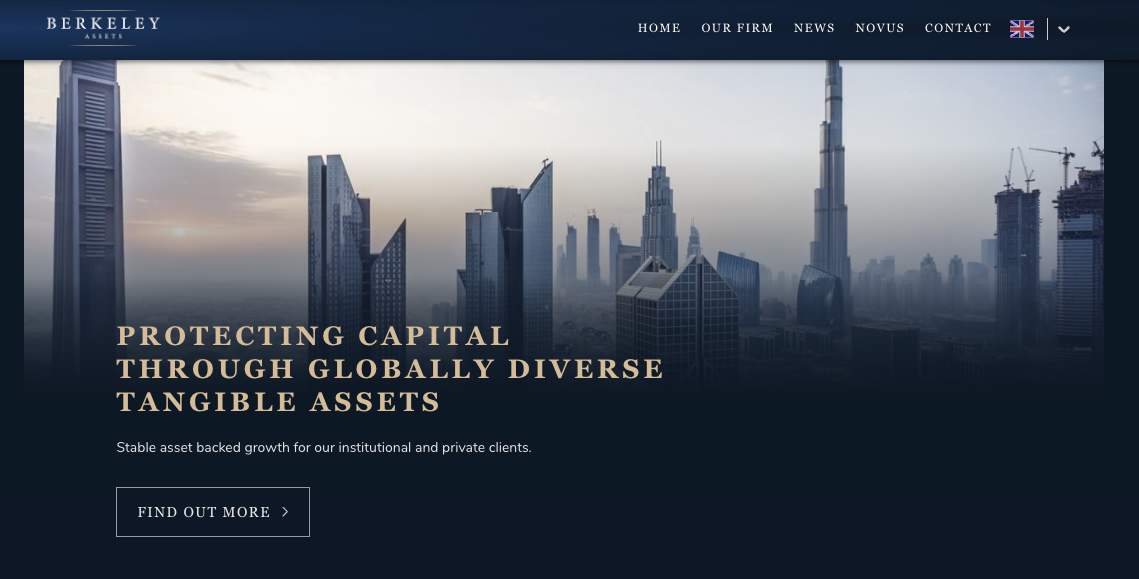 BERKELEY
ASSETS
HOME OUR FIRM NEWS NOVUS CONTACT
PROTECTING CAPITAL
THROUGH GLOBALLY DIVERSE
TANGIBLE ASSETS
Stable asset backed growth for our institutional and private clients.
FIND OUT MORE